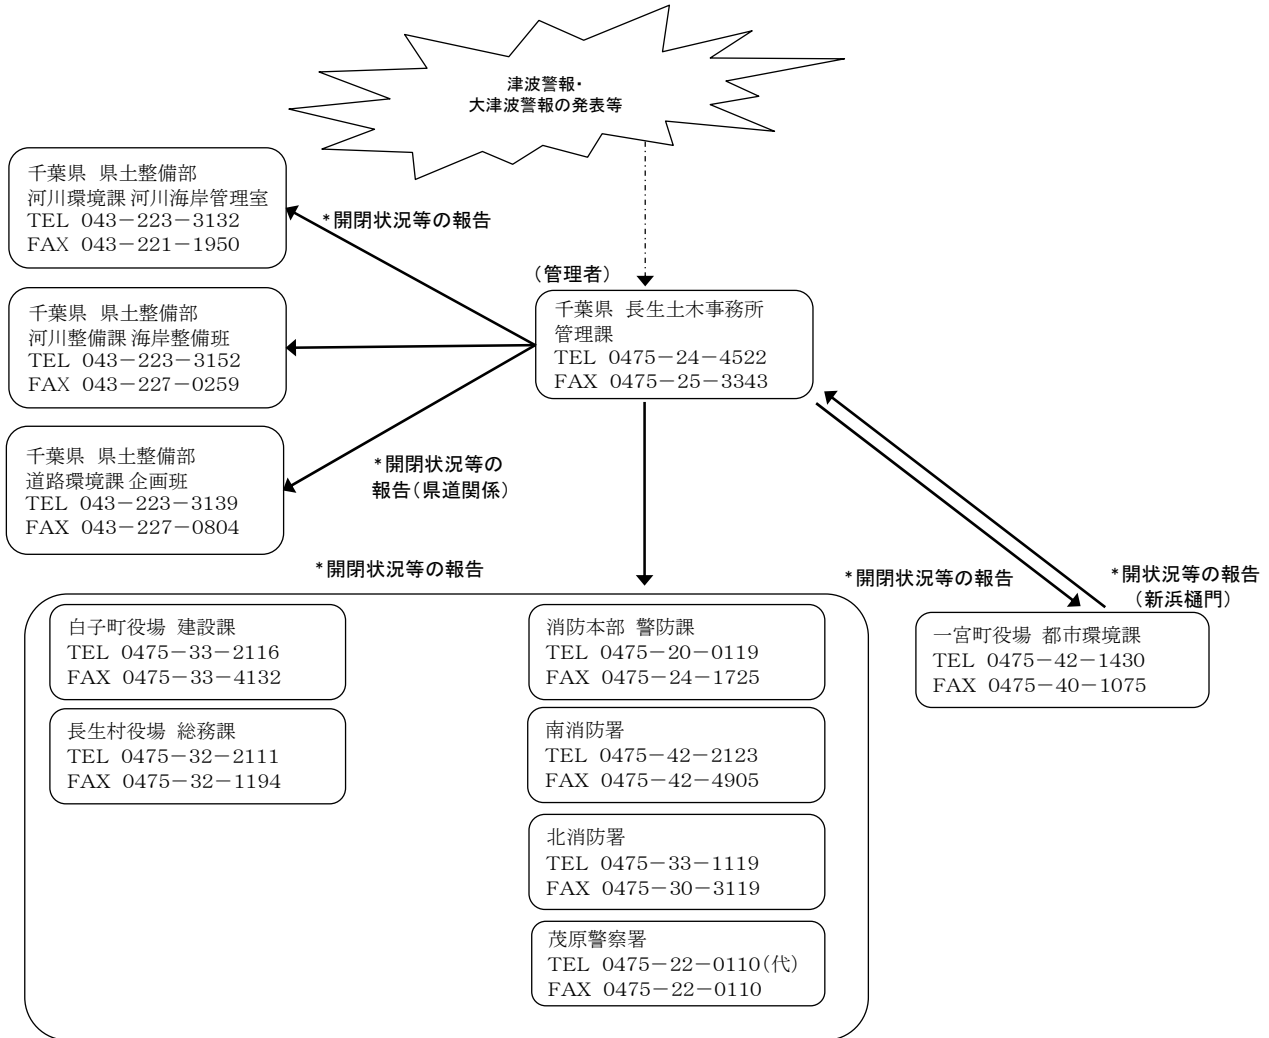 津波警報・
大津波警報の発表等
千葉県 県土整備部
河川環境課 河川海岸管理室
TEL 043－223－3132
FAX 043－221－1950
*開閉状況等の報告
（管理者）
千葉県 長生土木事務所
管理課
TEL 0475－24－4522
FAX 0475－25－3343
千葉県 県土整備部
河川整備課 海岸整備班
TEL 043－223－3152
FAX 043－227－0259
千葉県 県土整備部
道路環境課 企画班
TEL 043－223－3139
FAX 043－227－0804
*開閉状況等の
報告（県道関係）
*開閉状況等の報告
*開閉状況等の報告
*開状況等の報告
（新浜樋門）
白子町役場 建設課
TEL 0475－33－2116
FAX 0475－33－4132
長生村役場 総務課
TEL 0475－32－2111
FAX 0475－32－1194
消防本部 警防課
TEL 0475－20－0119
FAX 0475－24－1725
南消防署
TEL 0475－42－2123
FAX 0475－42－4905
北消防署
TEL 0475－33－1119
FAX 0475－30－3119
茂原警察署
TEL 0475－22－0110（代）
FAX 0475－22－0110
一宮町役場 都市環境課
TEL 0475－42－1430
FAX 0475－40－1075